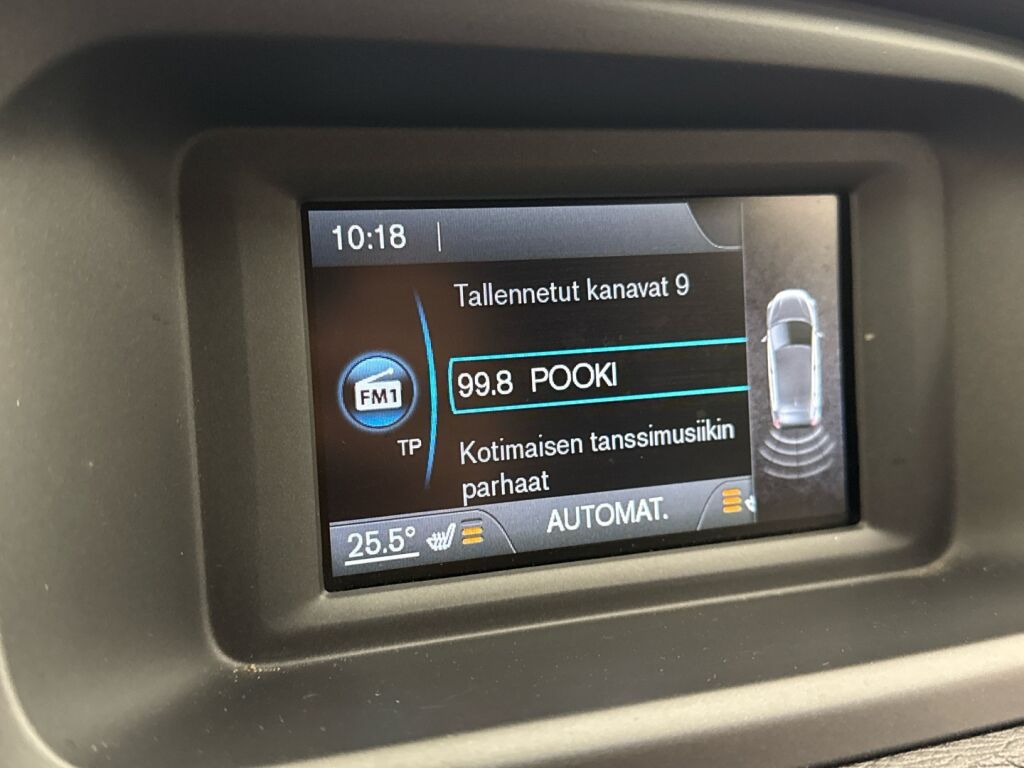 10:18
Tallennetut kanavat 9
FM1
99.8 POOKI
TP
Kotimaisen tanssimusiikin
parhaat
25.5°
AUTOMAT.